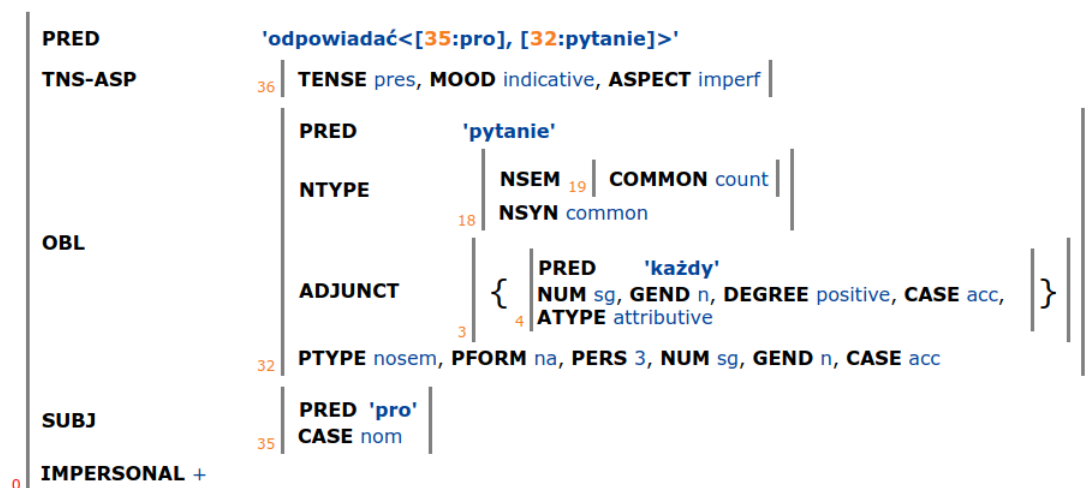 PRED 'odpowiadać<[35:pro], [32:pytanie]>'
TNS-ASP 36 TENSE pres, MOOD indicative, ASPECT imperf
PRED 'pytanie'
NTYPE NSEM 19 COMMON count
18 NSYN common
OBL
ADJUNCT { PRED 'każdy' }
NUM sg, GEND n, DEGREE positive, CASE acc,
3 4 ATYPE attributive
32 PTYPE nosem, PFORM na, PERS 3, NUM sg, GEND n, CASE acc
SUBJ PRED 'pro'
35 CASE nom
0 IMPERSONAL +